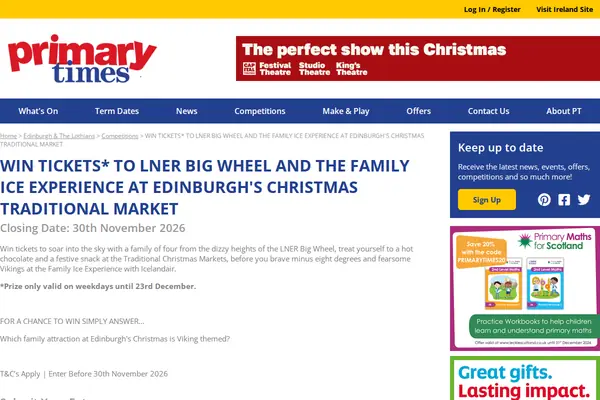 Log In / Register
Visit Ireland Site
primary
times
The perfect show this Christmas
CAP
ITAL
THEA
TRES
Festival Theatre
Studio Theatre
King's Theatre
What's On
Term Dates
News
Competitions
Make & Play
Offers
Contact Us
About PT
Home > Edinburgh & The Lothians > Competitions > WIN TICKETS* TO LNER BIG WHEEL AND THE FAMILY ICE EXPERIENCE AT EDINBURGH'S CHRISTMAS
TRADITIONAL MARKET
WIN TICKETS* TO LNER BIG WHEEL AND THE FAMILY
ICE EXPERIENCE AT EDINBURGH'S CHRISTMAS
TRADITIONAL MARKET
Closing Date: 30th November 2026
Win tickets to soar into the sky with a family of four from the dizzy heights of the LNER Big Wheel, treat yourself to a hot
chocolate and a festive snack at the Traditional Christmas Markets, before you brave minus eight degrees and fearsome
Vikings at the Family Ice Experience with Icelandair.
*Prize only valid on weekdays until 23rd December.
FOR A CHANCE TO WIN SIMPLY ANSWER...
Which family attraction at Edinburgh's Christmas is Viking themed?
T&C's Apply | Enter Before 30th November 2026
Keep up to date
Receive the latest news, events, offers,
competitions and so much more!
Sign Up
Save 20%
with the code
PRIMARYTIMES20
Primary Maths
for Scotland
Practice Workbooks to help children
learn and understand primary maths
Great gifts.
Lasting impact.